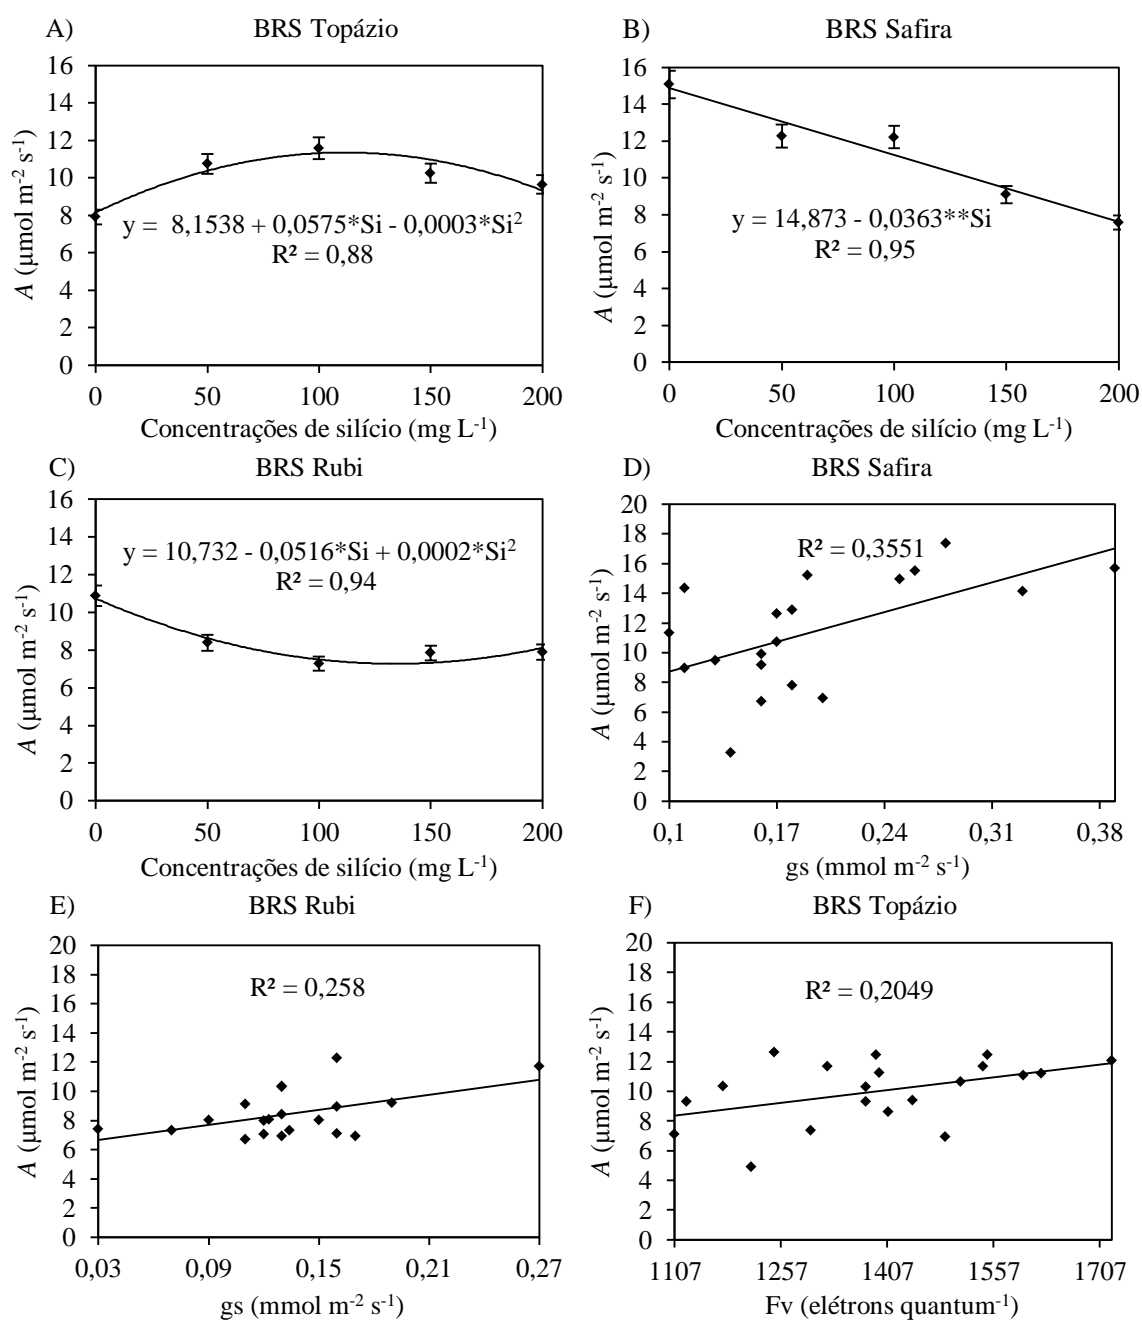 A) BRS Topázio
16
14
12
10
8
6
4
2
0
A (μmol m⁻² s⁻¹)
y = 8,1538 + 0,0575*Si - 0,0003*Si²
R² = 0,88
0 50 100 150 200
Concentrações de silício (mg L⁻¹)
B) BRS Safira
16
14
12
10
8
6
4
2
0
A (μmol m⁻² s⁻¹)
y = 14,873 - 0,0363**Si
R² = 0,95
0 50 100 150 200
Concentrações de silício (mg L⁻¹)
C) BRS Rubi
16
14
12
10
8
6
4
2
0
A (μmol m⁻² s⁻¹)
y = 10,732 - 0,0516*Si + 0,0002*Si²
R² = 0,94
0 50 100 150 200
Concentrações de silício (mg L⁻¹)
D) BRS Safira
20
18
16
14
12
10
8
6
4
2
0
A (μmol m⁻² s⁻¹)
R² = 0,3551
0,1 0,17 0,24 0,31 0,38
gs (mmol m⁻² s⁻¹)
E) BRS Rubi
20
18
16
14
12
10
8
6
4
2
0
A (μmol m⁻² s⁻¹)
R² = 0,258
0,03 0,09 0,15 0,21 0,27
gs (mmol m⁻² s⁻¹)
F) BRS Topázio
20
18
16
14
12
10
8
6
4
2
0
A (μmol m⁻² s⁻¹)
R² = 0,2049
1107 1257 1407 1557 1707
Fv (elétrons quantum⁻¹)